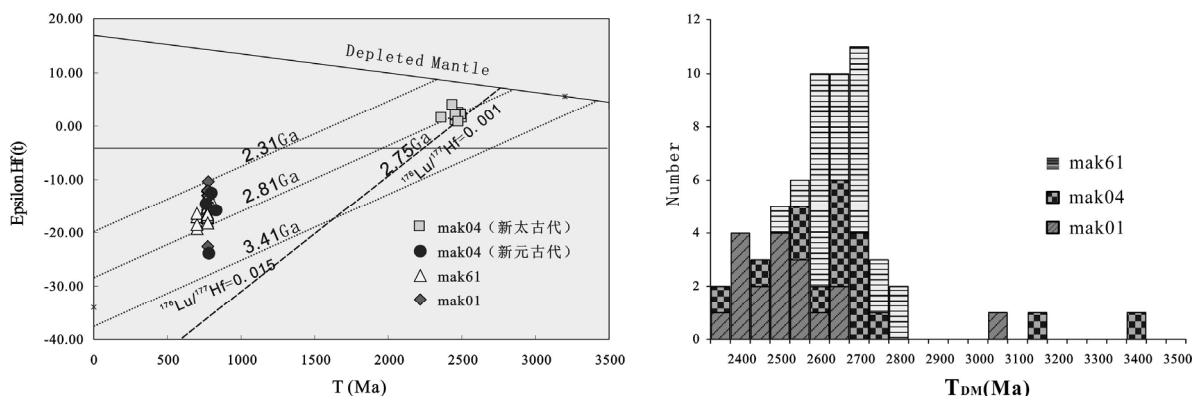 20.00
10.00
0.00
-10.00
-20.00
-30.00
-40.00
Epsilon Hf(t)
Depleted Mantle
2.31Ga
2.81Ga
3.41Ga
2.75Ga
¹⁷⁶Lu/¹⁷⁷Hf=0.001
¹⁷⁶Lu/¹⁷⁷Hf=0.015
mak04（新太古代）
mak04（新元古代）
mak61
mak01
0 500 1000 1500 2000 2500 3000 3500
T (Ma)
Number
12
10
8
6
4
2
0
mak61
mak04
mak01
2400 2500 2600 2700 2800 2900 3000 3100 3200 3300 3400 3500
TDM(Ma)